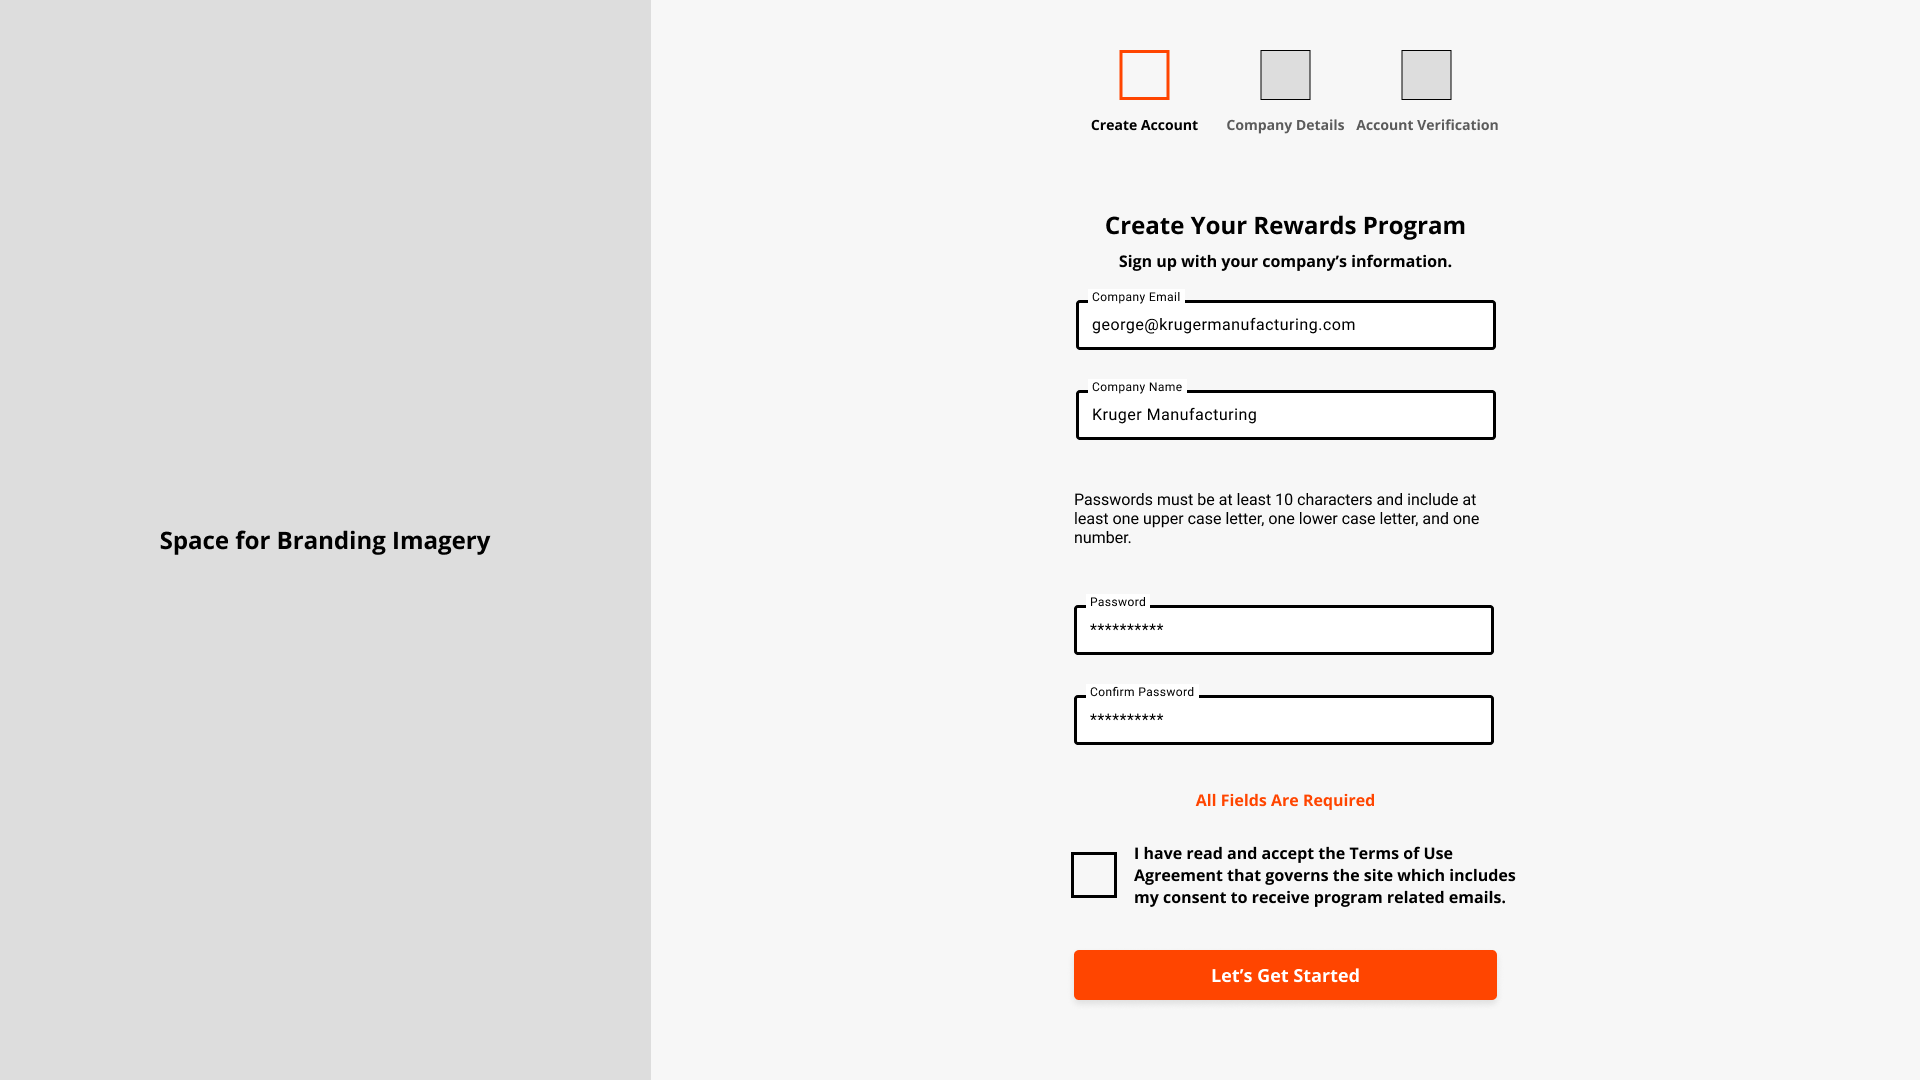 Space for Branding Imagery
Create Account
Company Details
Account Verification
Create Your Rewards Program
Sign up with your company’s information.
Company Email
george@krugermanufacturing.com
Company Name
Kruger Manufacturing
Passwords must be at least 10 characters and include at
least one upper case letter, one lower case letter, and one
number.
Password
**********
Confirm Password
**********
All Fields Are Required
I have read and accept the Terms of Use
Agreement that governs the site which includes
my consent to receive program related emails.
Let’s Get Started